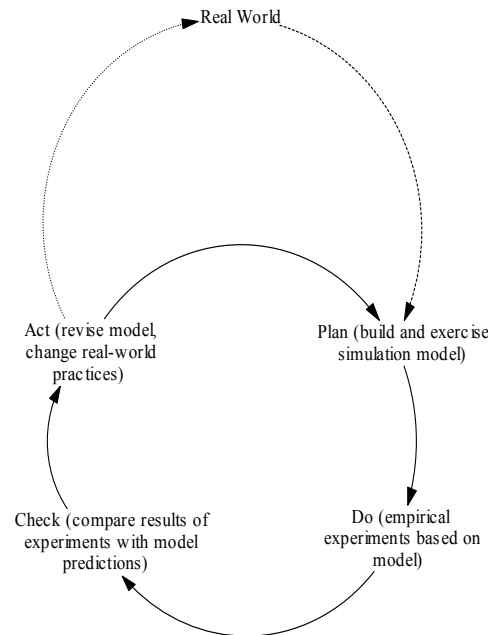 Real World
Act (revise model,
change real-world
practices)
Plan (build and exercise
simulation model)
Check (compare results of
experiments with model
predictions)
Do (empirical
experiments based on
model)